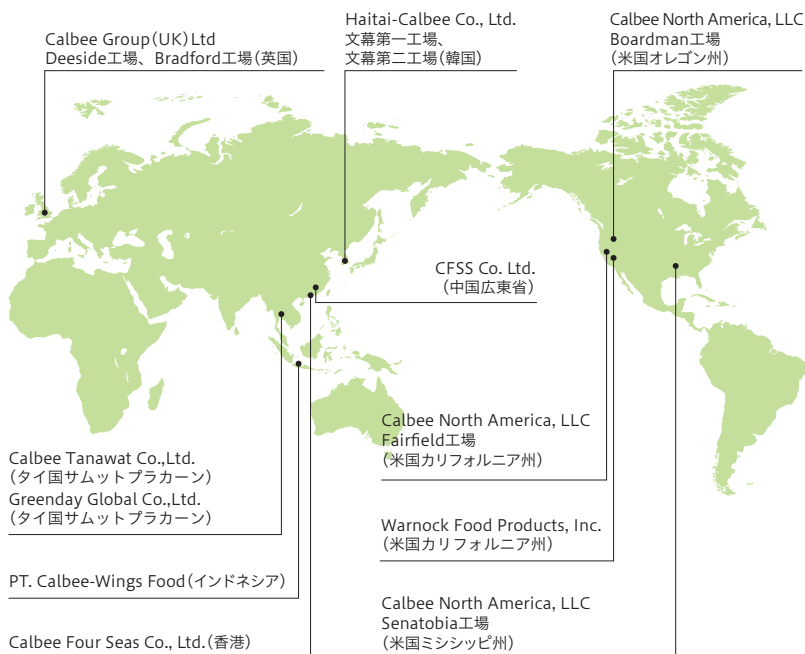 Calbee Group(UK)Ltd
Deeside工場、Bradford工場(英国)
Haitai-Calbee Co., Ltd.
文幕第一工場、
文幕第二工場(韓国)
Calbee North America, LLC
Boardman工場
(米国オレゴン州)
CFSS Co. Ltd.
(中国広東省)
Calbee North America, LLC
Fairfield工場
(米国カリフォルニア州)
Calbee Tanawat Co.,Ltd.
(タイ国サムットプラカーン)
Greenday Global Co.,Ltd.
(タイ国サムットプラカーン)
Warnock Food Products, Inc.
(米国カリフォルニア州)
PT. Calbee-Wings Food(インドネシア)
Calbee North America, LLC
Senatobia工場
(米国ミシシッピ州)
Calbee Four Seas Co., Ltd.(香港)